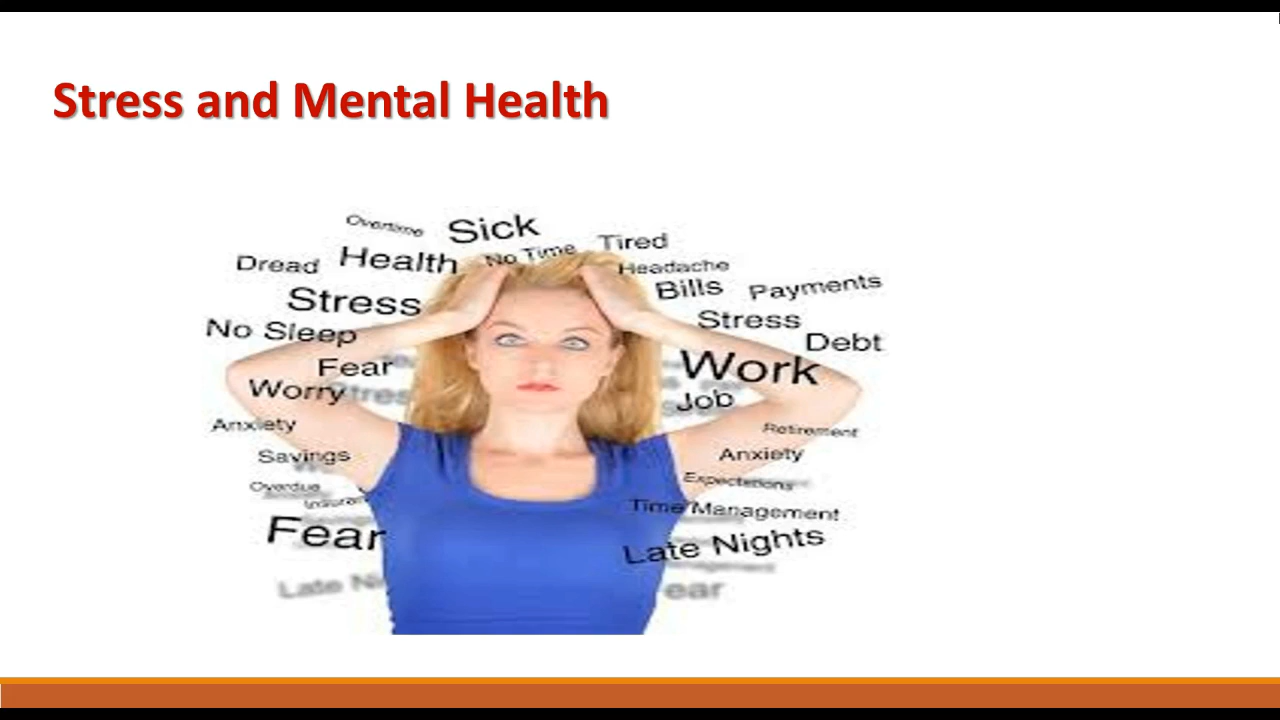 Stress and Mental Health
Overtime
Sick
No Time
Tired
Dread
Health
Headache
Bills
Payments
Stress
Stress
No Sleep
Debt
Fear
Work
Worry
Job
Anxiety
Retirement
Savings
Anxiety
Overdue
Expectations
Time Management
Fear
Late Nights